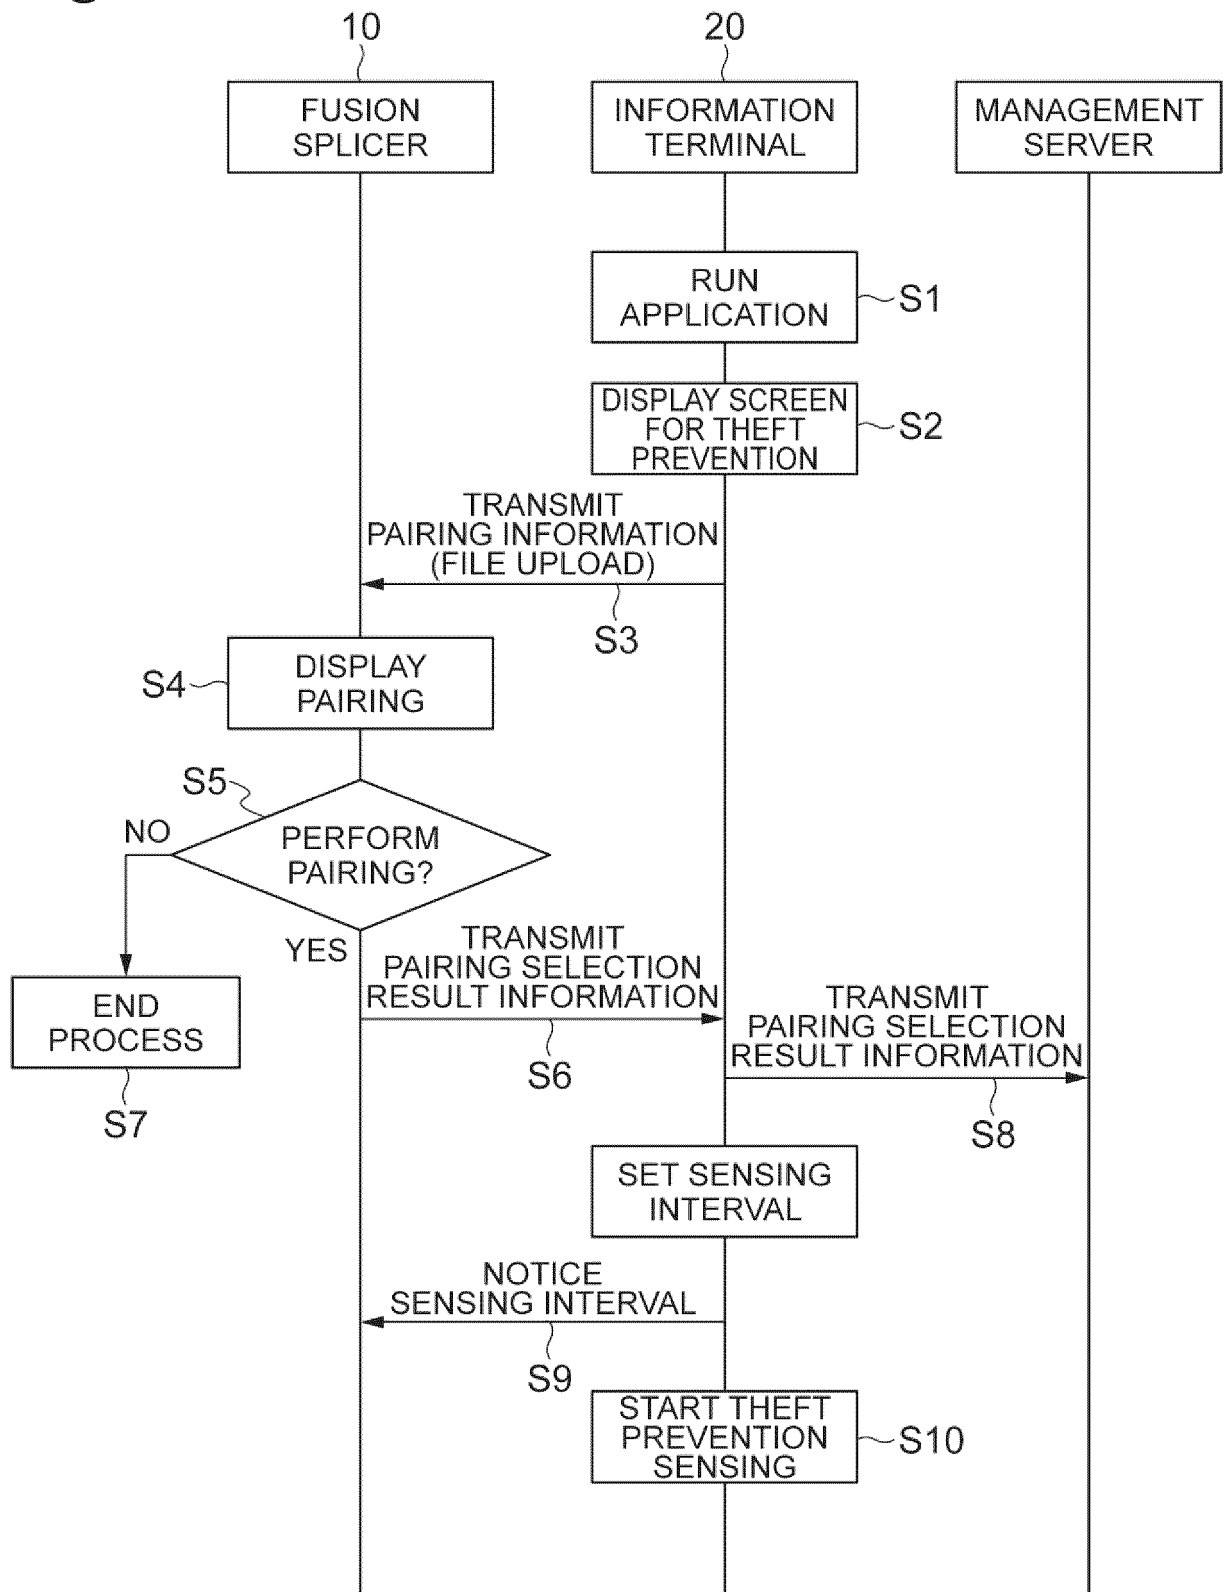 10
20
FUSION
SPLICER
INFORMATION
TERMINAL
MANAGEMENT
SERVER
RUN
APPLICATION
S1
DISPLAY SCREEN
FOR THEFT
PREVENTION
S2
TRANSMIT
PAIRING INFORMATION
(FILE UPLOAD)
S3
DISPLAY
PAIRING
S4
S5
PERFORM
PAIRING?
NO
YES
TRANSMIT
PAIRING SELECTION
RESULT INFORMATION
S6
END
PROCESS
S7
TRANSMIT
PAIRING SELECTION
RESULT INFORMATION
S8
SET SENSING
INTERVAL
NOTICE
SENSING INTERVAL
S9
START THEFT
PREVENTION
SENSING
S10